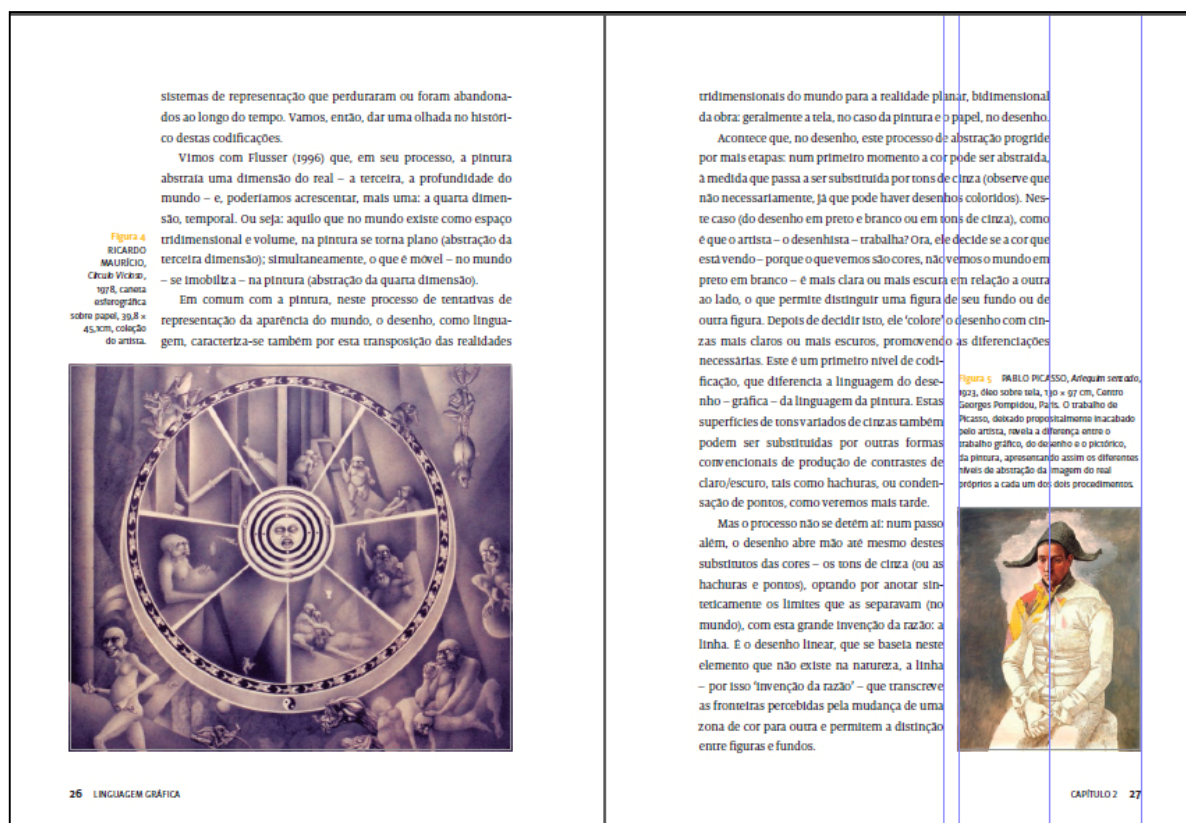 sistemas de representação que perduraram ou foram abandona-
dos ao longo do tempo. Vamos, então, dar uma olhada no históri-
co destas codificações.
Vimos com Flusser (1996) que, em seu processo, a pintura
abstraía uma dimensão do real – a terceira, a profundidade do
mundo – e, poderíamos acrescentar, mais uma: a quarta dimen-
são, temporal. Ou seja: aquilo que no mundo existe como espaço
tridimensional e volume, na pintura se torna plano (abstração da
terceira dimensão); simultaneamente, o que é móvel – no mundo
– se imobiliza – na pintura (abstração da quarta dimensão).
Em comum com a pintura, neste processo de tentativas de
representação da aparência do mundo, o desenho, como lingua-
gem, caracteriza-se também por esta transposição das realidades
Figura 4
RICARDO
MAURÍCIO,
Círculo Vicioso,
1978, caneta
esferográfica
sobre papel, 39,8 ×
45,1cm, coleção
do artista.
26 LINGUAGEM GRÁFICA
tridimensionais do mundo para a realidade planar, bidimensional
da obra: geralmente a tela, no caso da pintura e o papel, no desenho.
Acontece que, no desenho, este processo de abstração progride
por mais etapas: num primeiro momento a cor pode ser abstraída,
à medida que passa a ser substituída por tons de cinza (observe que
não necessariamente, já que pode haver desenhos coloridos). Nes-
te caso (do desenho em preto e branco ou em tons de cinza), como
é que o artista – o desenhista – trabalha? Ora, ele decide se a cor que
está vendo – porque o que vemos são cores, não vemos o mundo em
preto em branco – é mais clara ou mais escura em relação a outra
ao lado, o que permite distinguir uma figura de seu fundo ou de
outra figura. Depois de decidir isto, ele ‘colore’ o desenho com cin-
zas mais claros ou mais escuros, promovendo as diferenciações
necessárias. Este é um primeiro nível de codi-
ficação, que diferencia a linguagem do dese-
nho – gráfica – da linguagem da pintura. Estas
superfícies de tons variados de cinzas também
podem ser substituídas por outras formas
convencionais de produção de contrastes de
claro/escuro, tais como hachuras, ou conden-
sação de pontos, como veremos mais tarde.
Mas o processo não se detém aí: num passo
além, o desenho abre mão até mesmo destes
substitutos das cores – os tons de cinza (ou as
hachuras e pontos), optando por anotar sin-
teticamente os limites que as separavam (no
mundo), com esta grande invenção da razão: a
linha. É o desenho linear, que se baseia neste
elemento que não existe na natureza, a linha
– por isso ‘invenção da razão’ – que transcreve
as fronteiras percebidas pela mudança de uma
zona de cor para outra e permitem a distinção
entre figuras e fundos.
Figura 5 PABLO PICASSO, Arlequim sentado,
1923, óleo sobre tela, 130 × 97 cm, Centro
Georges Pompidou, Paris. O trabalho de
Picasso, deixado propositalmente inacabado
pelo artista, revela a diferença entre o
trabalho gráfico, do desenho e o pictórico,
da pintura, apresentando assim os diferentes
níveis de abstração da imagem do real
próprios a cada um dos dois procedimentos.
CAPÍTULO 2 27